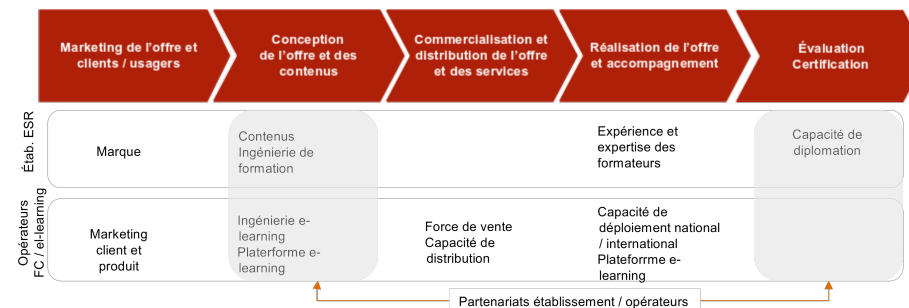 Marketing de l'offre et
clients / usagers
Conception
de l'offre et des
contenus
Commercialisation et
distribution de l'offre
et des services
Réalisation de l'offre
et accompagnement
Évaluation
Certification
Étab. ESR
Marque
Contenus
Ingénierie de
formation
Expérience et
expertise des
formateurs
Capacité de
diplomation
Opérateurs
FC / el-learning
Marketing
client et
produit
Ingénierie e-
learning
Platerforme e-
learning
Force de vente
Capacité de
distribution
Capacité de
déploiement national
/ international
Plateforme e-
learning
Partenariats établissement / opérateurs